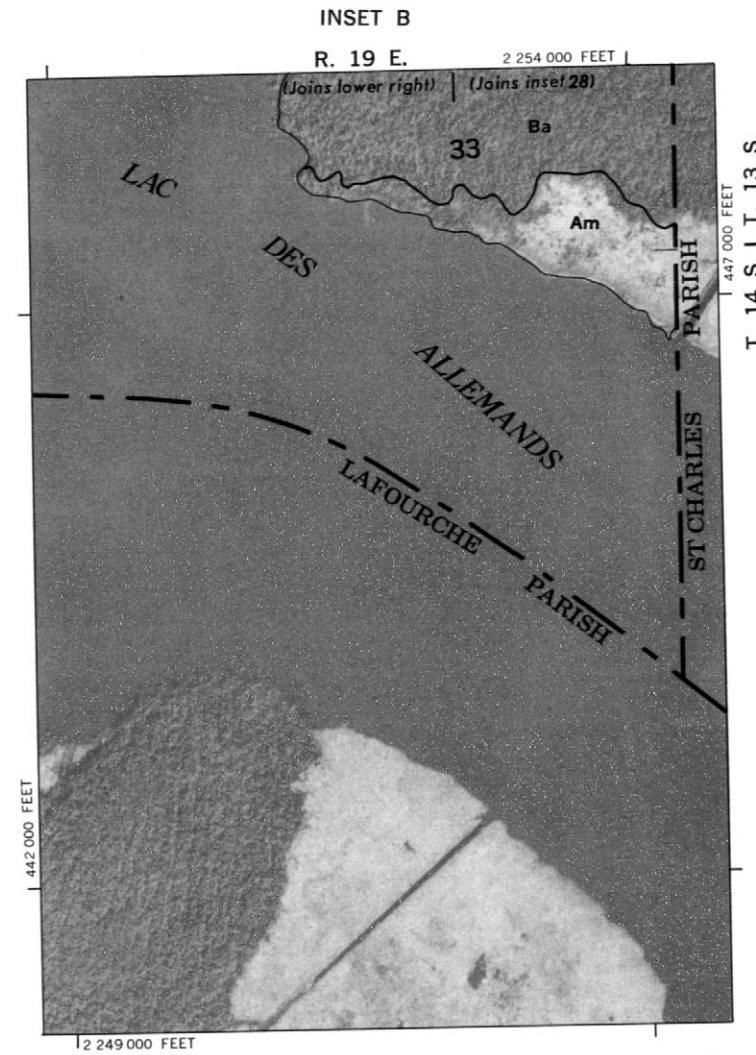 INSET B
R. 19 E.
2 254 000 FEET
(Joins lower right) | (Joins inset 28)
Ba
33
LAC
Am
DES
T. 14 S. | T. 13 S.
447 000 FEET
PARISH
ALLEMANDS
ST CHARLES
LAFOURCHE
PARISH
442 000 FEET
2 249 000 FEET